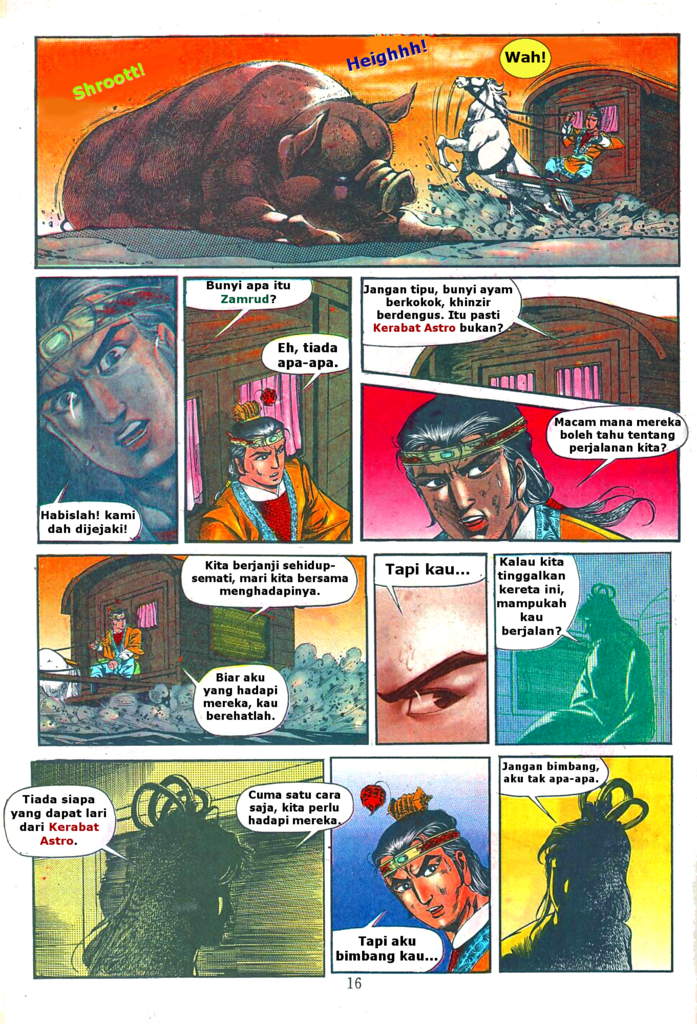 Shroott!
Heighhh!
Wah!
Habislah! kami
dah dijejaki!
Bunyi apa itu
Zamrud?
Eh, tiada
apa-apa.
Jangan tipu, bunyi ayam
berkokok, khinzir
berdengus. Itu pasti
Kerabat Astro bukan?
Macam mana mereka
boleh tahu tentang
perjalanan kita?
Kita berjanji sehidup-
semati, mari kita bersama
menghadapinya.
Biar aku
yang hadapi
mereka, kau
berehatlah.
Tapi kau...
Kalau kita
tinggalkan
kereta ini,
mampukah
kau
berjalan?
Tiada siapa
yang dapat lari
dari Kerabat
Astro.
Cuma satu cara
saja, kita perlu
hadapi mereka.
Tapi aku
bimbang kau...
Jangan bimbang,
aku tak apa-apa.
16